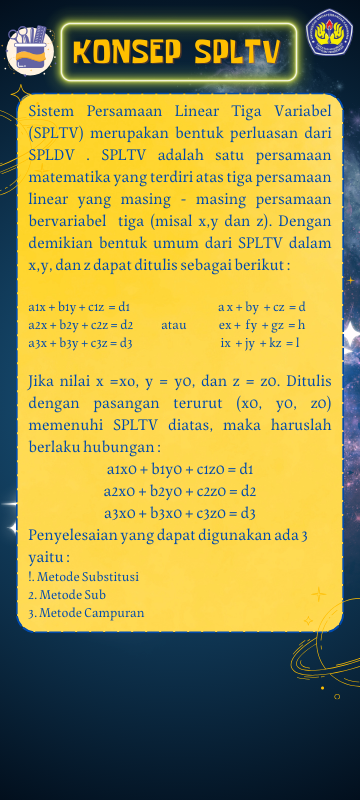 KONSEP SPLTV
Sistem Persamaan Linear Tiga Variabel
(SPLTV) merupakan bentuk perluasan dari
SPLDV . SPLTV adalah satu persamaan
matematika yang terdiri atas tiga persamaan
linear yang masing - masing persamaan
bervariabel tiga (misal x,y dan z). Dengan
demikian bentuk umum dari SPLTV dalam
x,y, dan z dapat ditulis sebagai berikut :
a1x + b1y + c1z = d1 ax + by + cz = d
a2x + b2y + c2z = d2 atau ex + fy + gz = h
a3x + b3y + c3z = d3 ix + jy + kz = l
Jika nilai x =x0, y = y0, dan z = z0. Ditulis
dengan pasangan terurut (x0, y0, z0)
memenuhi SPLTV diatas, maka haruslah
berlaku hubungan :
a1x0 + b1y0 + c1z0 = d1
a2x0 + b2y0 + c2z0 = d2
a3x0 + b3x0 + c3z0 = d3
Penyelesaian yang dapat digunakan ada 3
yaitu :
!. Metode Substitusi
2. Metode Sub
3. Metode Campuran